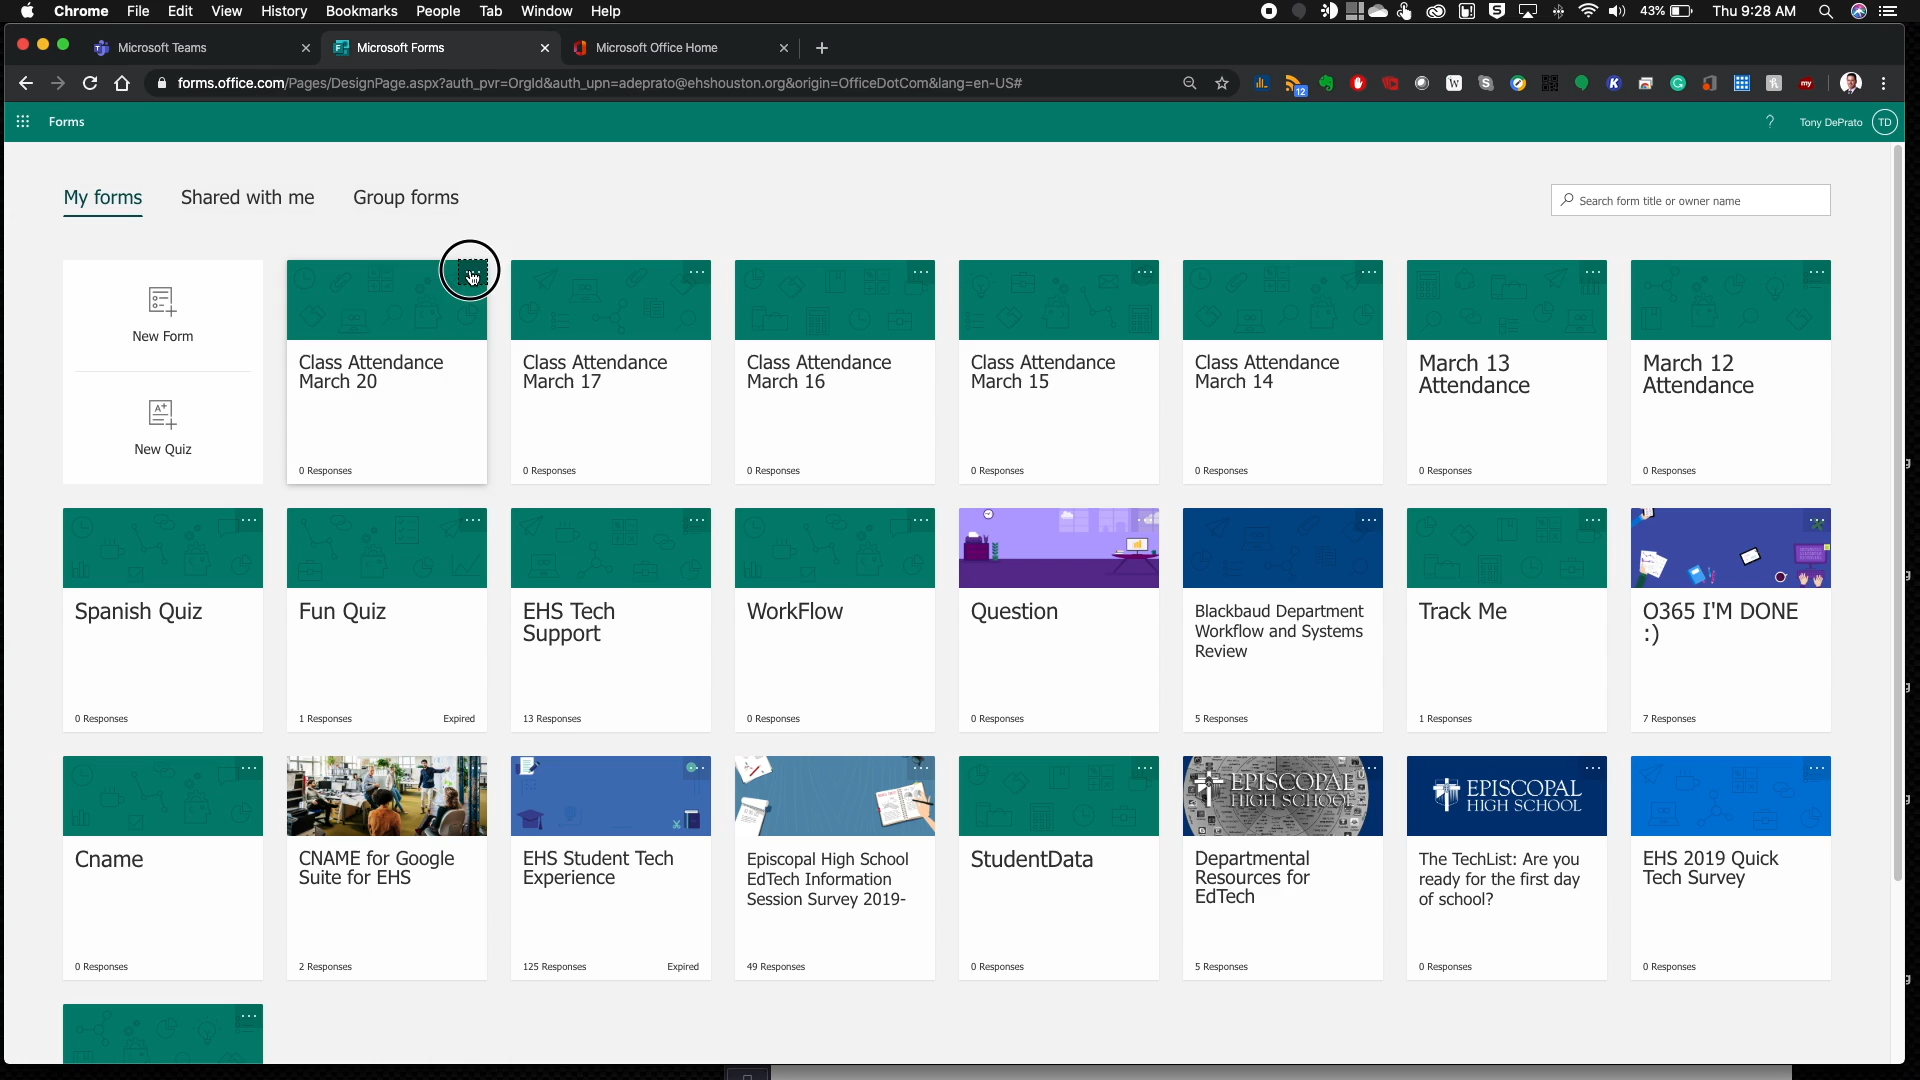 Chrome File Edit View History Bookmarks People Tab Window Help 43% Thu 9:28 AM
Microsoft Teams Microsoft Forms Microsoft Office Home
forms.office.com/Pages/DesignPage.aspx?auth_pvr=OrgId&auth_upn=adeprato@ehshouston.org&origin=OfficeDotCom&lang=en-US# 12 W K my
Forms ? Tony DePrato TD
My forms Shared with me Group forms Search form title or owner name
New Form
New Quiz
Class Attendance
March 20
0 Responses
Class Attendance
March 17
0 Responses
Class Attendance
March 16
0 Responses
Class Attendance
March 15
0 Responses
Class Attendance
March 14
0 Responses
March 13
Attendance
0 Responses
March 12
Attendance
0 Responses
Spanish Quiz
0 Responses
Fun Quiz
1 Responses Expired
EHS Tech
Support
13 Responses
WorkFlow
0 Responses
Question
0 Responses
Blackbaud Department
Workflow and Systems
Review
5 Responses
Track Me
1 Responses
O365 I'M DONE
:)
7 Responses
Cname
0 Responses
CNAME for Google
Suite for EHS
2 Responses
EHS Student Tech
Experience
125 Responses Expired
Episcopal High School
EdTech Information
Session Survey 2019-
49 Responses
StudentData
0 Responses
EPISCOPAL
HIGH SCHOOL
Departmental
Resources for
EdTech
5 Responses
EPISCOPAL
HIGH SCHOOL
The TechList: Are you
ready for the first day
of school?
0 Responses
EHS 2019 Quick
Tech Survey
0 Responses